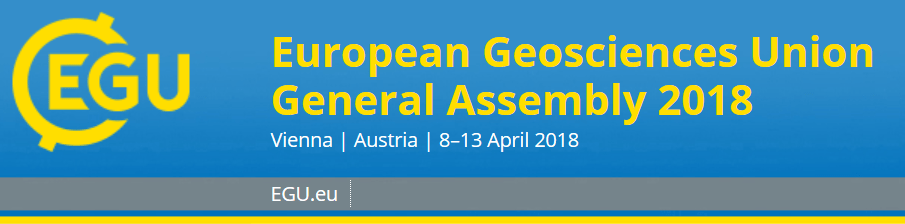 EGU
European Geosciences Union
General Assembly 2018
Vienna | Austria | 8–13 April 2018
EGU.eu